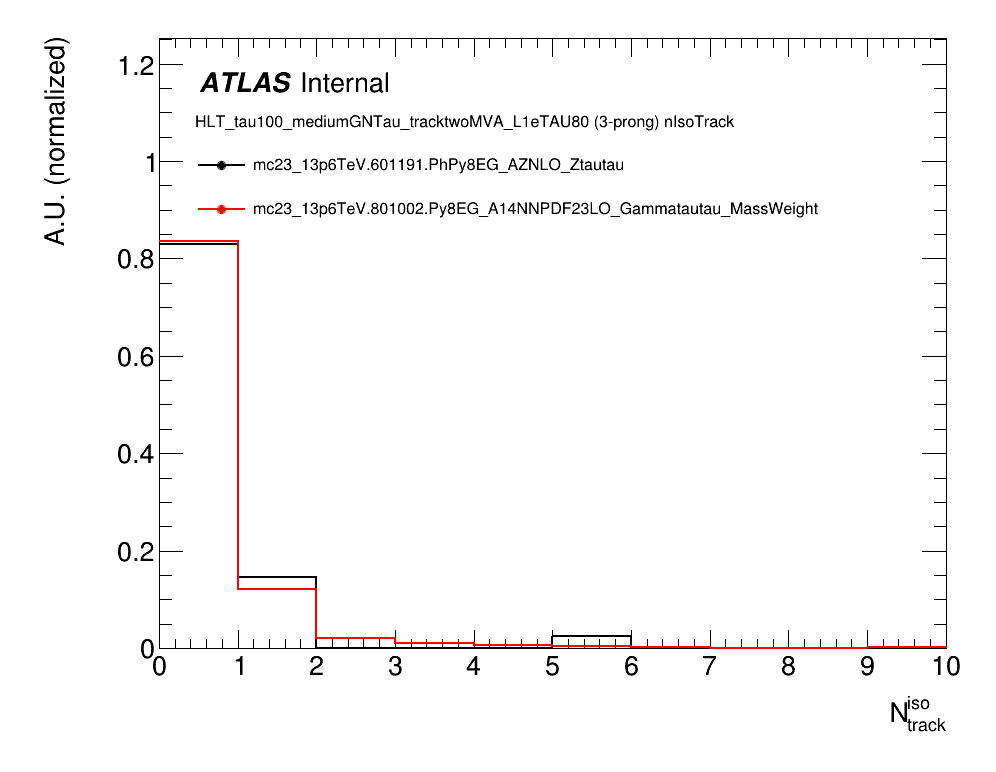 A.U. (normalized)
1.2
1
0.8
0.6
0.4
0.2
0
ATLAS Internal
HLT_tau100_mediumGNTau_tracktwoMVA_L1eTAU80 (3-prong) nIsoTrack
mc23_13p6TeV.601191.PhPy8EG_AZNLO_Ztautau
mc23_13p6TeV.801002.Py8EG_A14NNPDF23LO_Gammatautau_MassWeight
0 1 2 3 4 5 6 7 8 9 10
N iso track